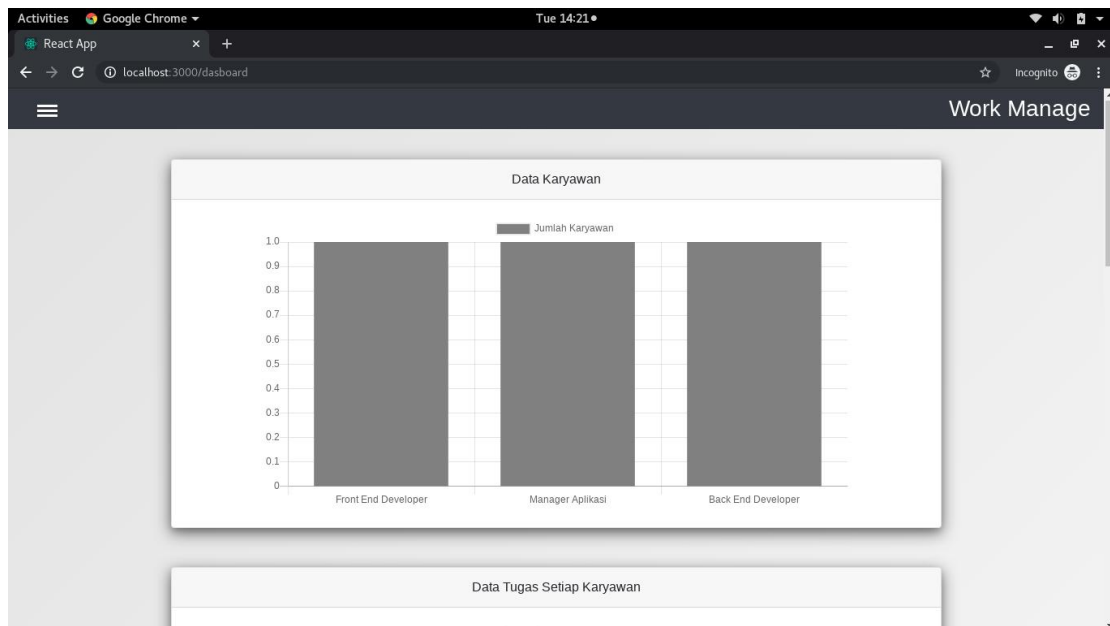 Activities Google Chrome Tue 14:21
React App
localhost:3000/dasboard Incognito
Work Manage
Data Karyawan
Jumlah Karyawan
1.0
0.9
0.8
0.7
0.6
0.5
0.4
0.3
0.2
0.1
0
Front End Developer Manager Aplikasi Back End Developer
Data Tugas Setiap Karyawan